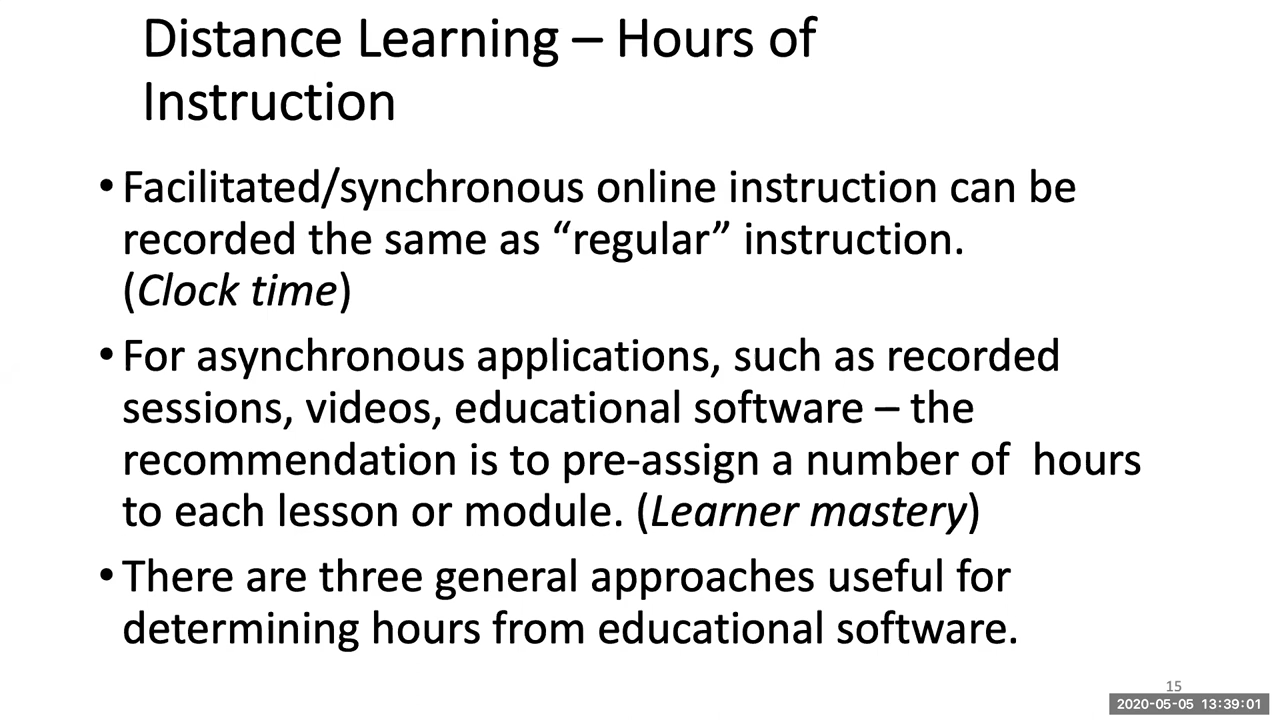 Distance Learning – Hours of
Instruction
• Facilitated/synchronous online instruction can be
recorded the same as “regular” instruction.
(Clock time)
• For asynchronous applications, such as recorded
sessions, videos, educational software – the
recommendation is to pre-assign a number of  hours
to each lesson or module. (Learner mastery)
• There are three general approaches useful for
determining hours from educational software.
15
2020-05-05 13:39:01